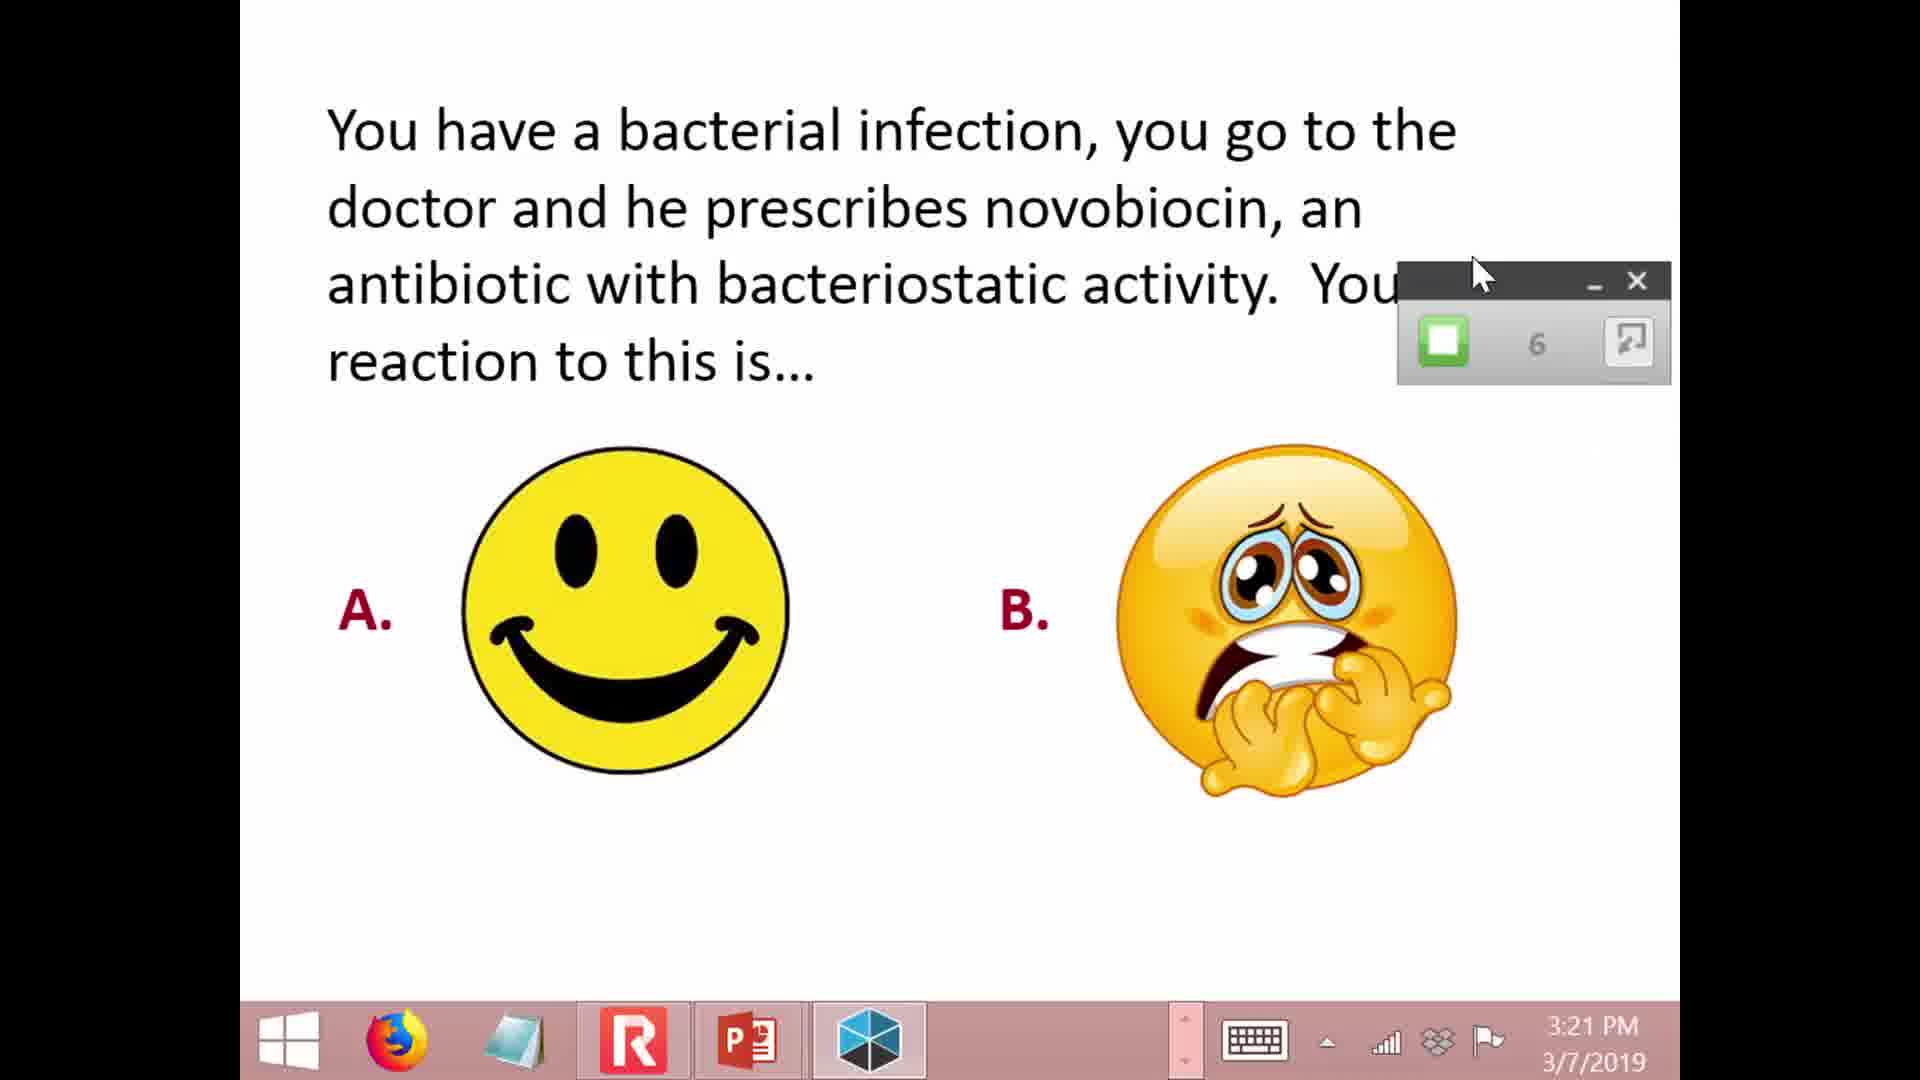 You have a bacterial infection, you go to the
doctor and he prescribes novobiocin, an
antibiotic with bacteriostatic activity. You
reaction to this is...
6
A.
B.
R
P
3:21 PM
3/7/2019